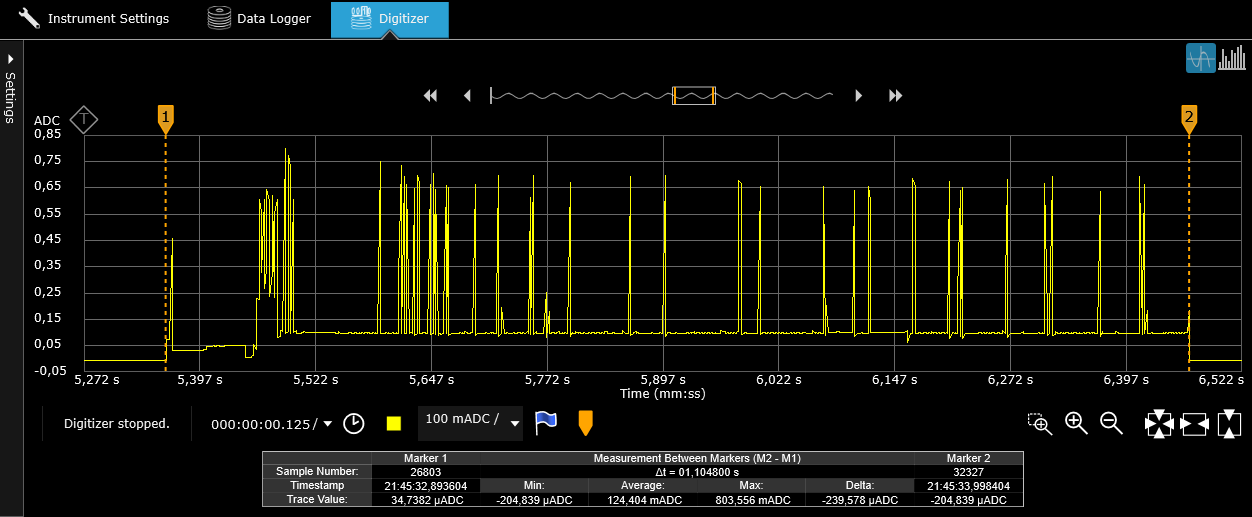 Instrument Settings Data Logger Digitizer
Settings
T
1 2
ADC
0,85
0,75
0,65
0,55
0,45
0,35
0,25
0,15
0,05
-0,05
5,272 s 5,397 s 5,522 s 5,647 s 5,772 s 5,897 s 6,022 s 6,147 s 6,272 s 6,397 s 6,522 s
Time (mm:ss)
Digitizer stopped. 000:00:00.125/ 100 mADC /
Marker 1 Measurement Between Markers (M2 - M1) Marker 2
Sample Number: 26803 Δt = 01,104800 s 32327
Timestamp 21:45:32,893604 Min: Average: Max: Delta: 21:45:33,998404
Trace Value: 34,7382 µADC -204,839 µADC 124,404 mADC 803,556 mADC -239,578 µADC -204,839 µADC